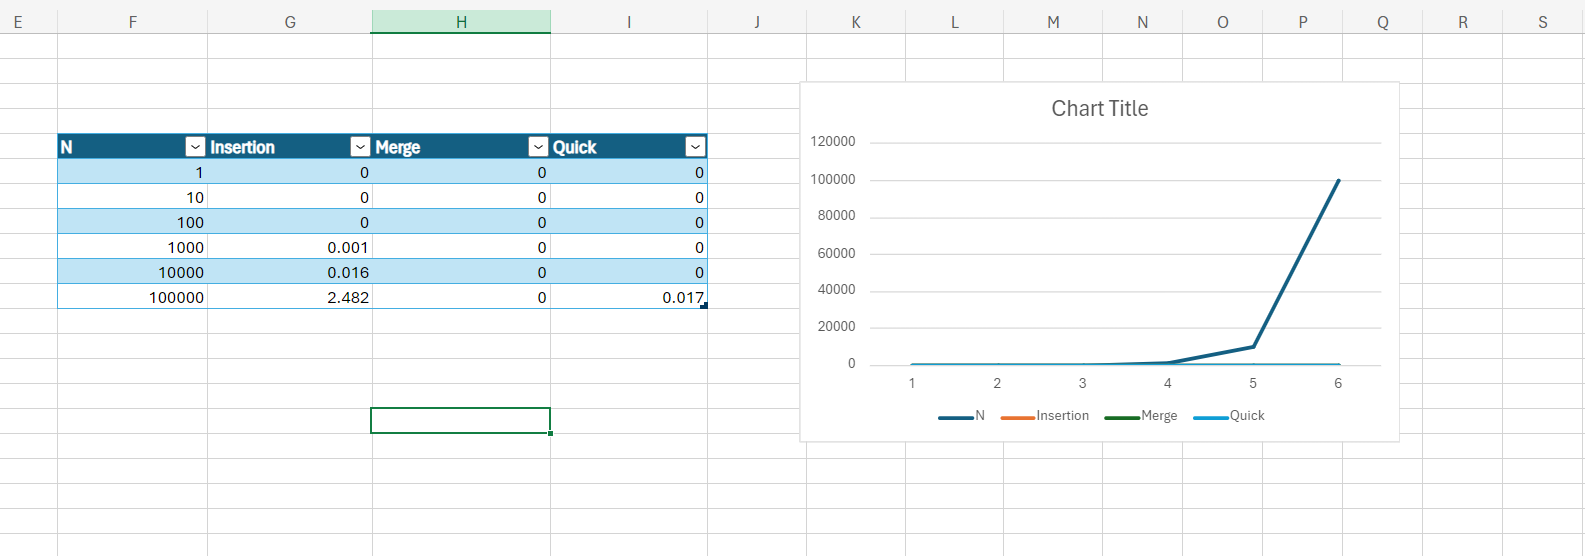 E F G H I J K L M N O P Q R S
N Insertion Merge Quick
1 0 0 0
10 0 0 0
100 0 0 0
1000 0.001 0 0
10000 0.016 0 0
100000 2.482 0 0.017
Chart Title
120000
100000
80000
60000
40000
20000
0
1 2 3 4 5 6
N Insertion Merge Quick